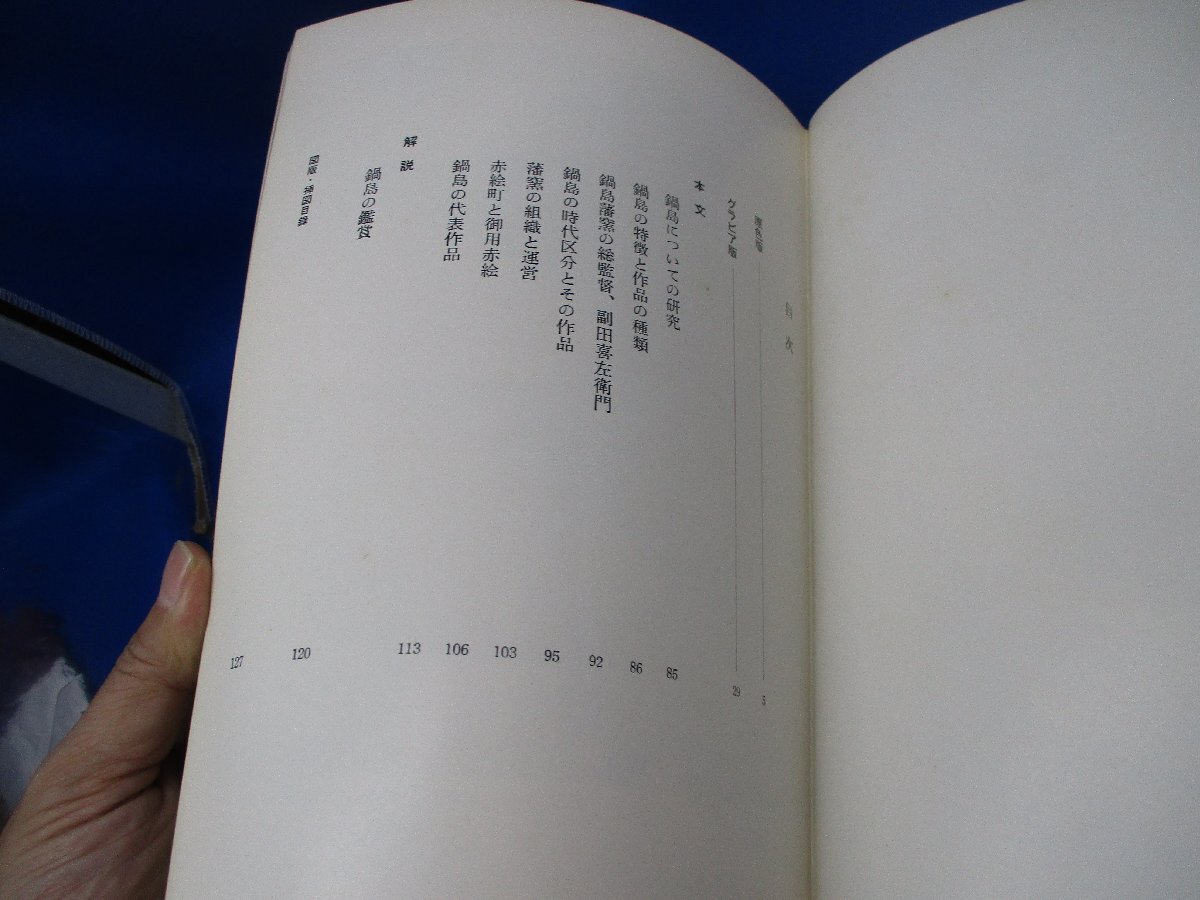 目次
原色版 5
グラビア版 29
本文
鍋島についての研究 85
鍋島の特徴と作品の種類 86
鍋島藩窯の総監督、副田喜左衛門 92
鍋島の時代区分とその作品 95
藩窯の組織と運営 103
赤絵町と御用赤絵 106
鍋島の代表作品 113
解説
鍋島の鑑賞 120
図版・挿図目録 127